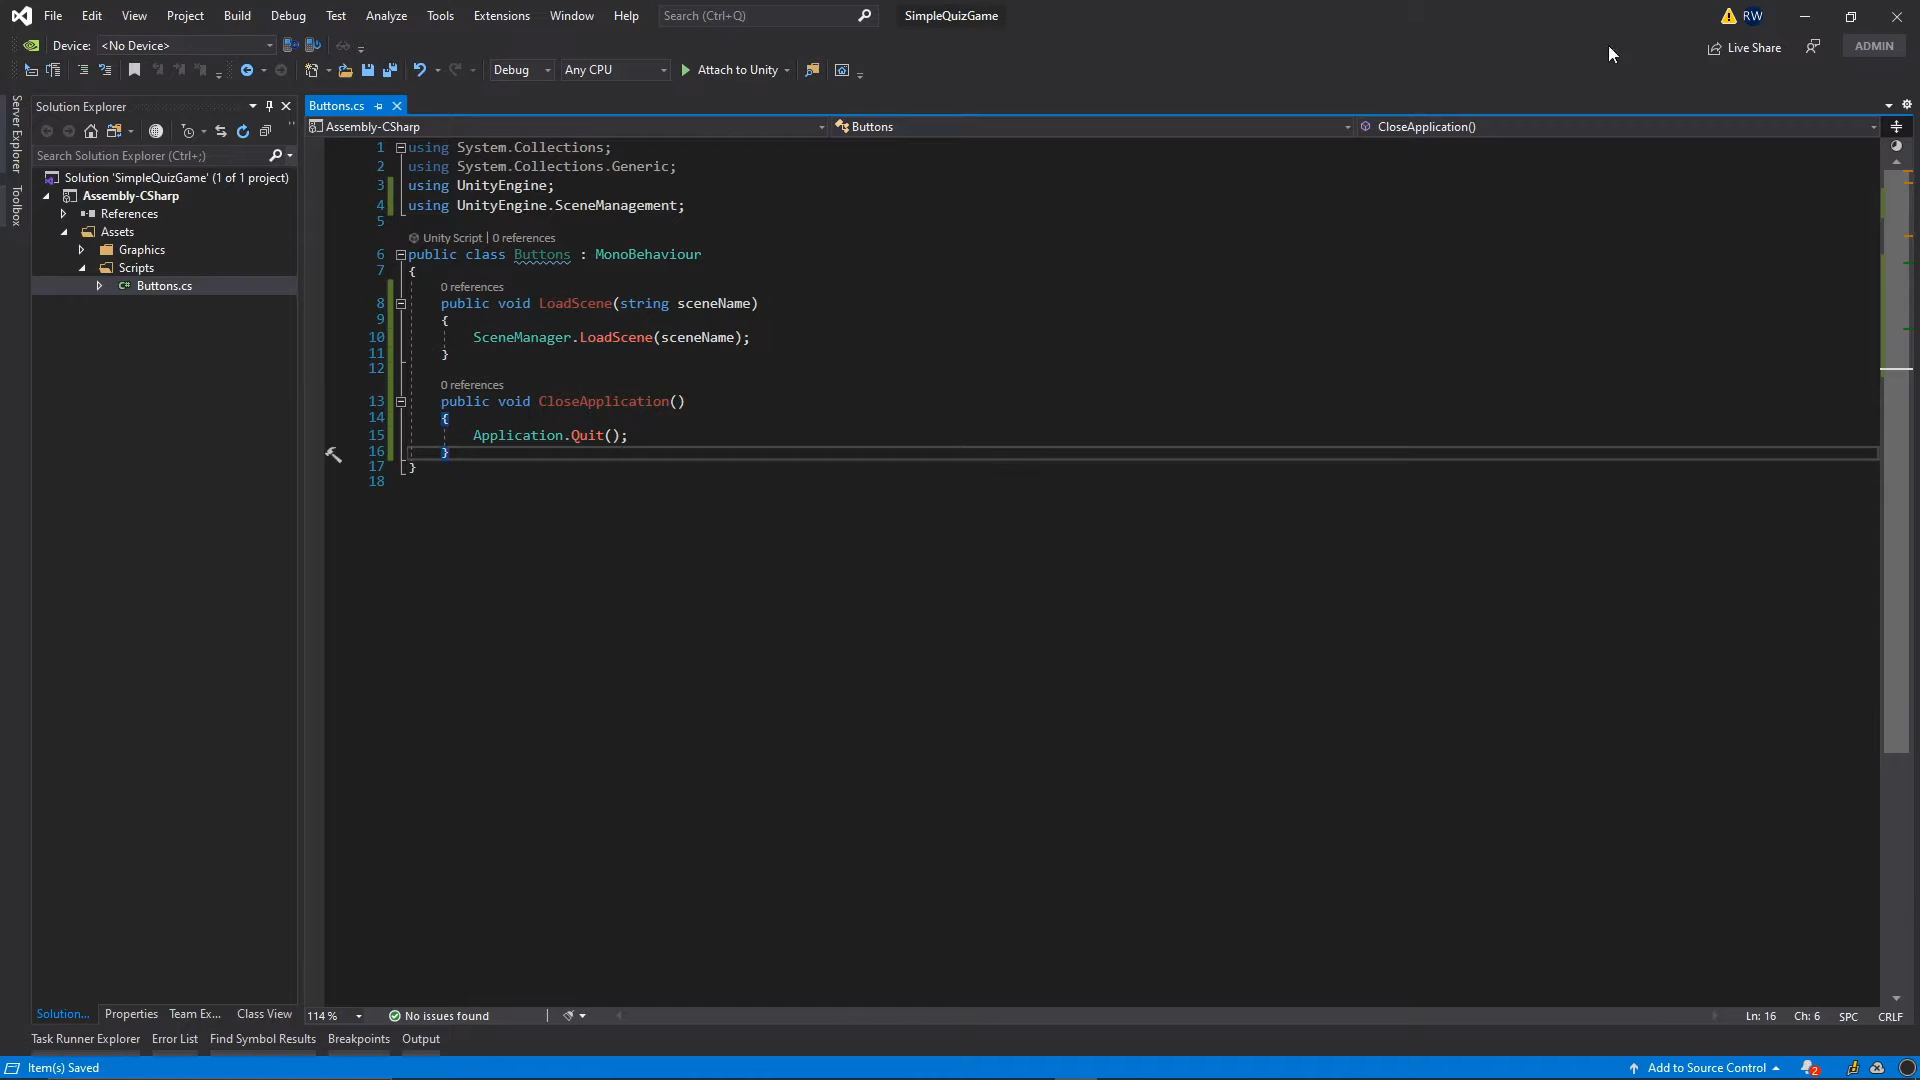 File Edit View Project Build Debug Test Analyze Tools Extensions Window Help Search (Ctrl+Q) SimpleQuizGame RW
Device: <No Device> Live Share ADMIN
Debug Any CPU Attach to Unity
Server Explorer
Toolbox
Solution Explorer
Search Solution Explorer (Ctrl+;)
Solution 'SimpleQuizGame' (1 of 1 project)
Assembly-CSharp
References
Assets
Graphics
Scripts
C# Buttons.cs
Buttons.cs
Assembly-CSharp Buttons CloseApplication()
1 using System.Collections;
2 using System.Collections.Generic;
3 using UnityEngine;
4 using UnityEngine.SceneManagement;
5
Unity Script | 0 references
6 public class Buttons : MonoBehaviour
7 {
0 references
8 public void LoadScene(string sceneName)
9 {
10 SceneManager.LoadScene(sceneName);
11 }
12
0 references
13 public void CloseApplication()
14 {
15 Application.Quit();
16 }
17 }
18
Solution... Properties Team Ex... Class View
114 % No issues found Ln: 16 Ch: 6 SPC CRLF
Task Runner Explorer Error List Find Symbol Results Breakpoints Output
Item(s) Saved Add to Source Control 2